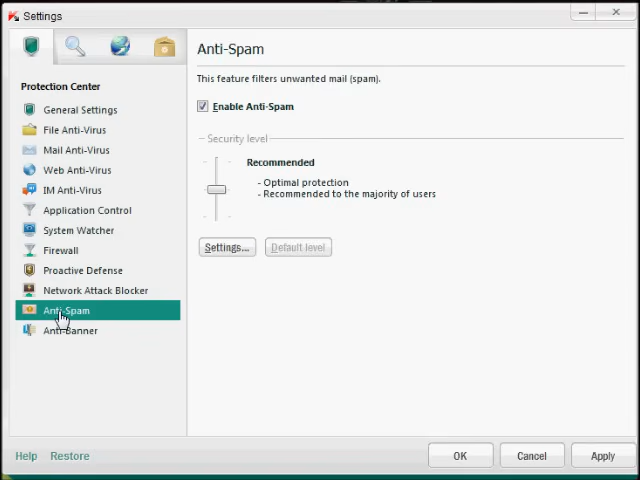 Settings
Anti-Spam
This feature filters unwanted mail (spam).
Protection Center
General Settings
File Anti-Virus
Mail Anti-Virus
Web Anti-Virus
IM Anti-Virus
Application Control
System Watcher
Firewall
Proactive Defense
Network Attack Blocker
Anti-Spam
Anti-Banner
Enable Anti-Spam
Security level
Recommended
- Optimal protection
- Recommended to the majority of users
Settings...
Default level
Help
Restore
OK
Cancel
Apply